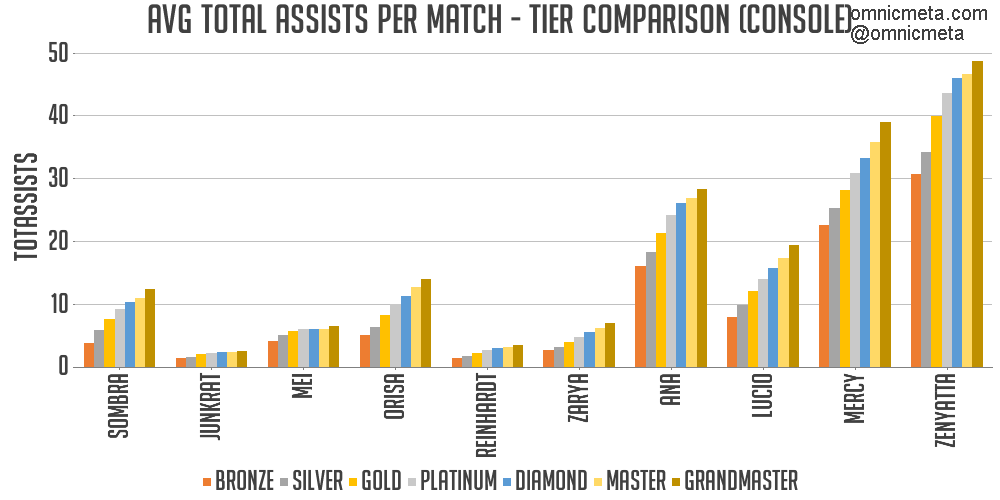 AVG TOTAL ASSISTS PER MATCH - TIER COMPARISON (CONSOLE)
omnicmeta.com
@omnicmeta
TOTASSISTS
50
40
30
20
10
0
SOMBRA
JUNKRAT
MEI
ORISA
REINHARDT
ZARYA
ANA
LUCIO
MERCY
ZENYATTA
BRONZE SILVER GOLD PLATINUM DIAMOND MASTER GRANDMASTER